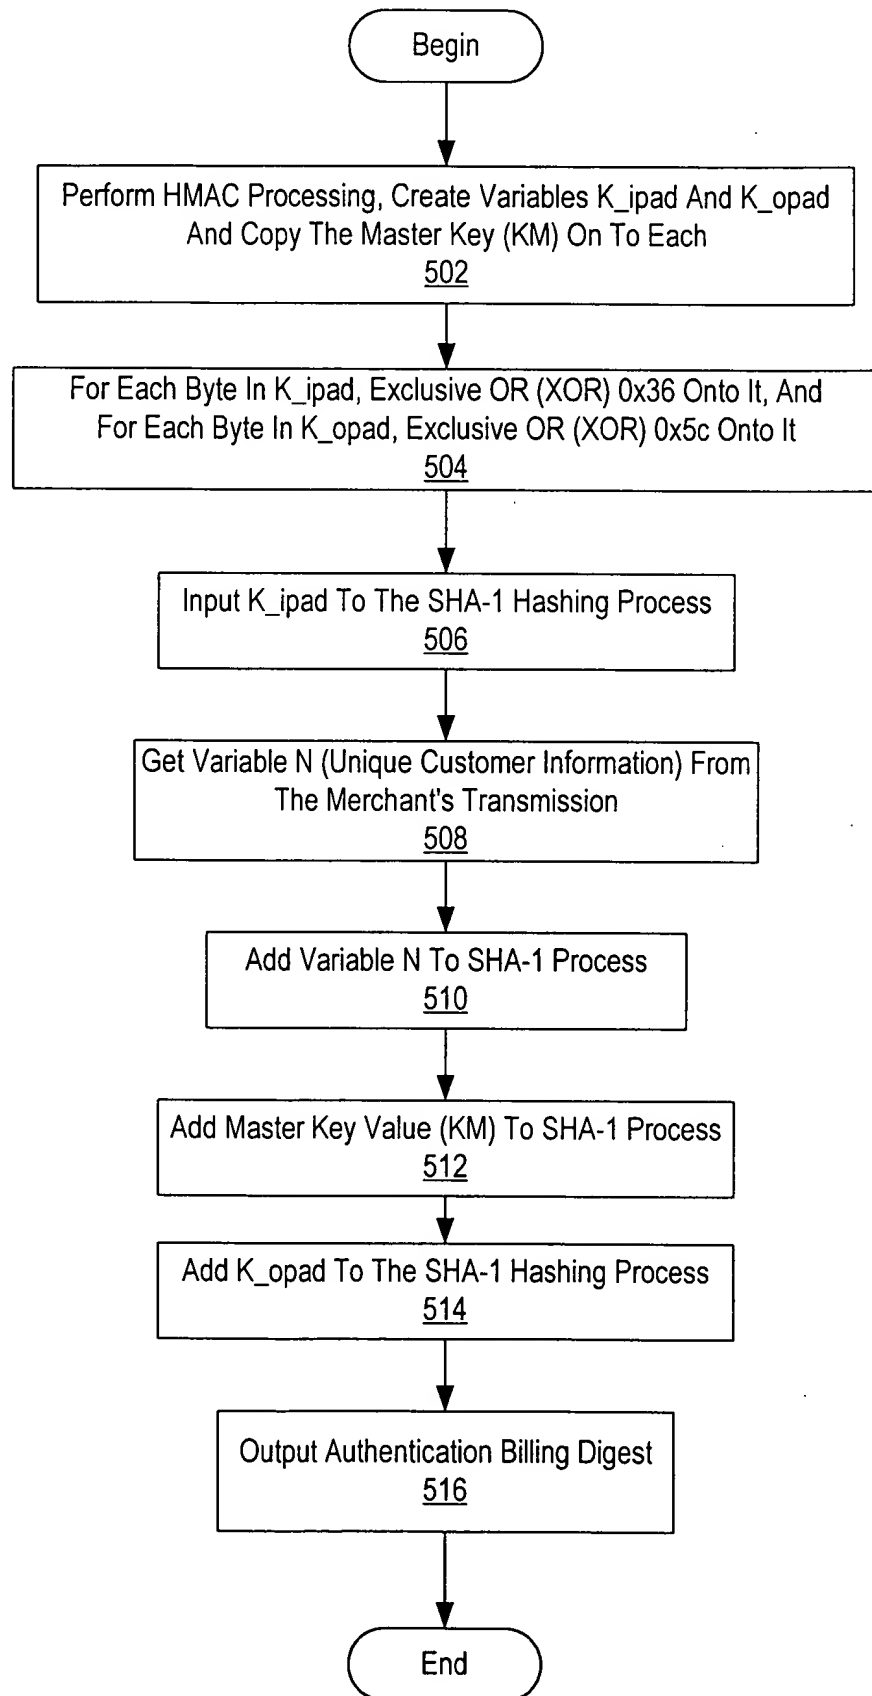 Begin
Perform HMAC Processing, Create Variables K_ipad And K_opad
And Copy The Master Key (KM) On To Each
502
For Each Byte In K_ipad, Exclusive OR (XOR) 0x36 Onto It, And
For Each Byte In K_opad, Exclusive OR (XOR) 0x5c Onto It
504
Input K_ipad To The SHA-1 Hashing Process
506
Get Variable N (Unique Customer Information) From
The Merchant's Transmission
508
Add Variable N To SHA-1 Process
510
Add Master Key Value (KM) To SHA-1 Process
512
Add K_opad To The SHA-1 Hashing Process
514
Output Authentication Billing Digest
516
End